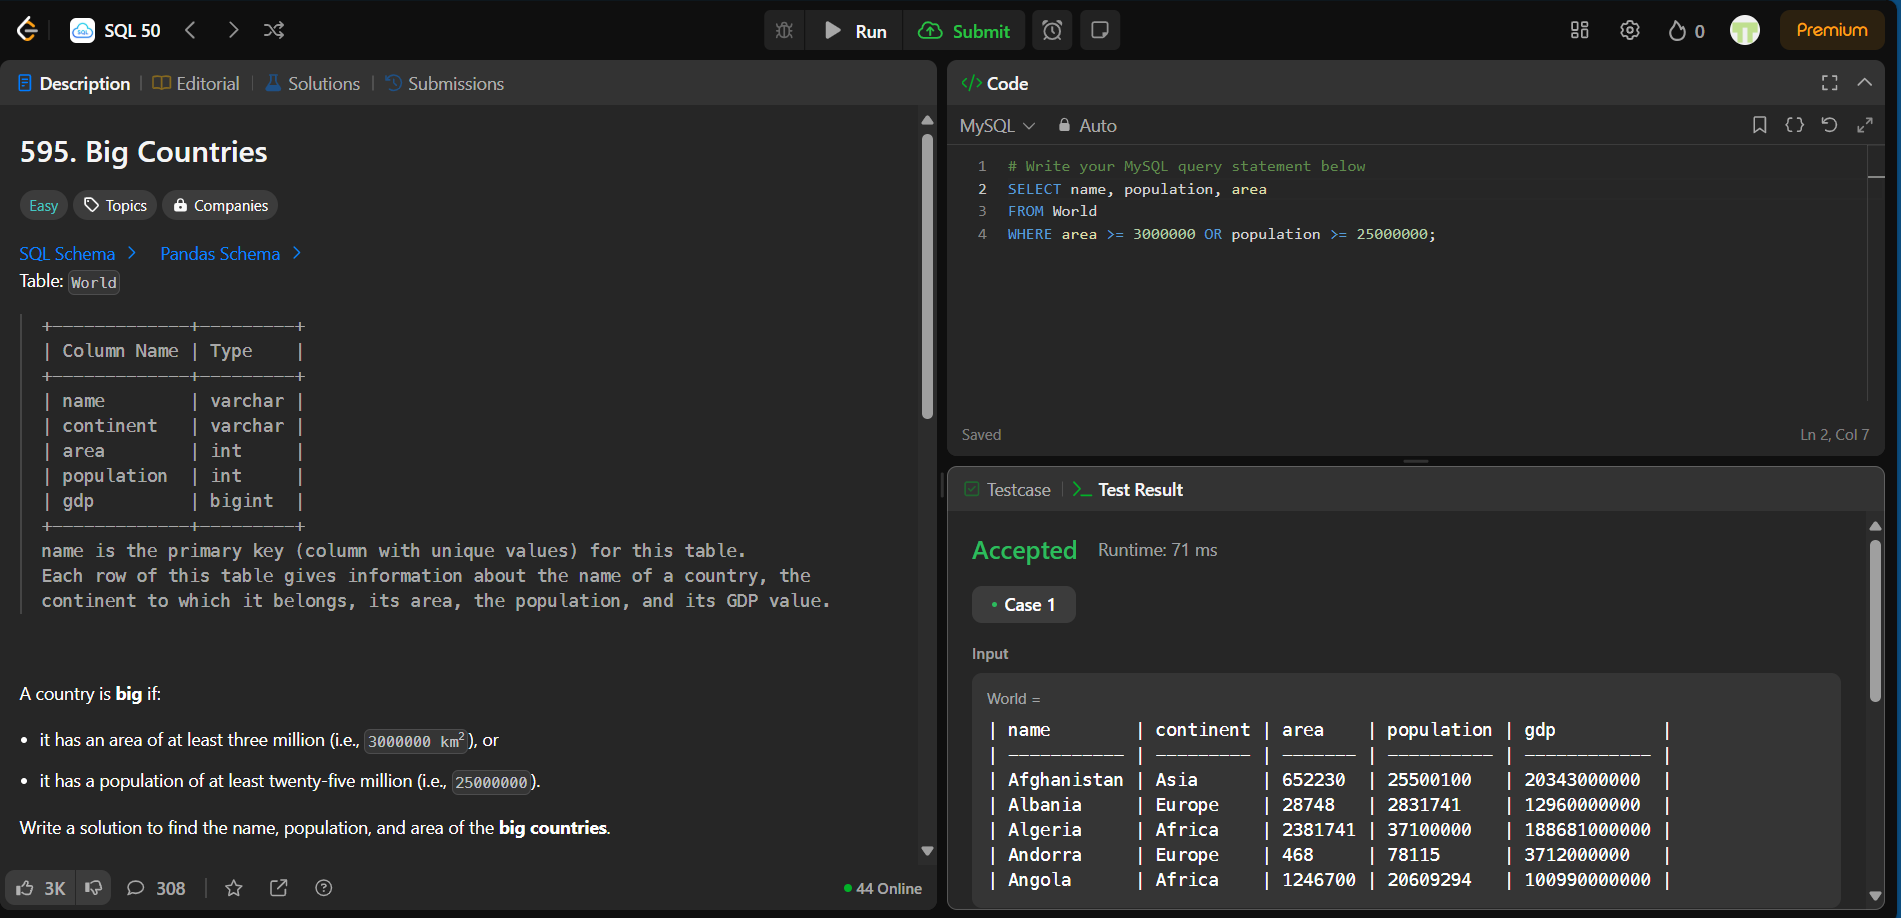 SQL 50
Run
Submit
0
Premium
Description
Editorial
Solutions
Submissions
595. Big Countries
Easy
Topics
Companies
SQL Schema
Pandas Schema
Table: World
+-------------+---------+
| Column Name | Type    |
+-------------+---------+
| name        | varchar |
| continent   | varchar |
| area        | int     |
| population  | int     |
| gdp         | bigint  |
+-------------+---------+
name is the primary key (column with unique values) for this table.
Each row of this table gives information about the name of a country, the
continent to which it belongs, its area, the population, and its GDP value.
A country is big if:
• it has an area of at least three million (i.e., 3000000 km²), or
• it has a population of at least twenty-five million (i.e., 25000000).
Write a solution to find the name, population, and area of the big countries.
3K
308
44 Online
</> Code
MySQL
Auto
1 # Write your MySQL query statement below
2 SELECT name, population, area
3 FROM World
4 WHERE area >= 3000000 OR population >= 25000000;
Saved
Ln 2, Col 7
Testcase
Test Result
Accepted
Runtime: 71 ms
• Case 1
Input
World =
| name        | continent | area    | population | gdp          |
| ----------- | --------- | ------- | ---------- | ------------ |
| Afghanistan | Asia      | 652230  | 25500100   | 20343000000  |
| Albania     | Europe    | 28748   | 2831741    | 12960000000  |
| Algeria     | Africa    | 2381741 | 37100000   | 188681000000 |
| Andorra     | Europe    | 468     | 78115      | 3712000000   |
| Angola      | Africa    | 1246700 | 20609294   | 100990000000 |